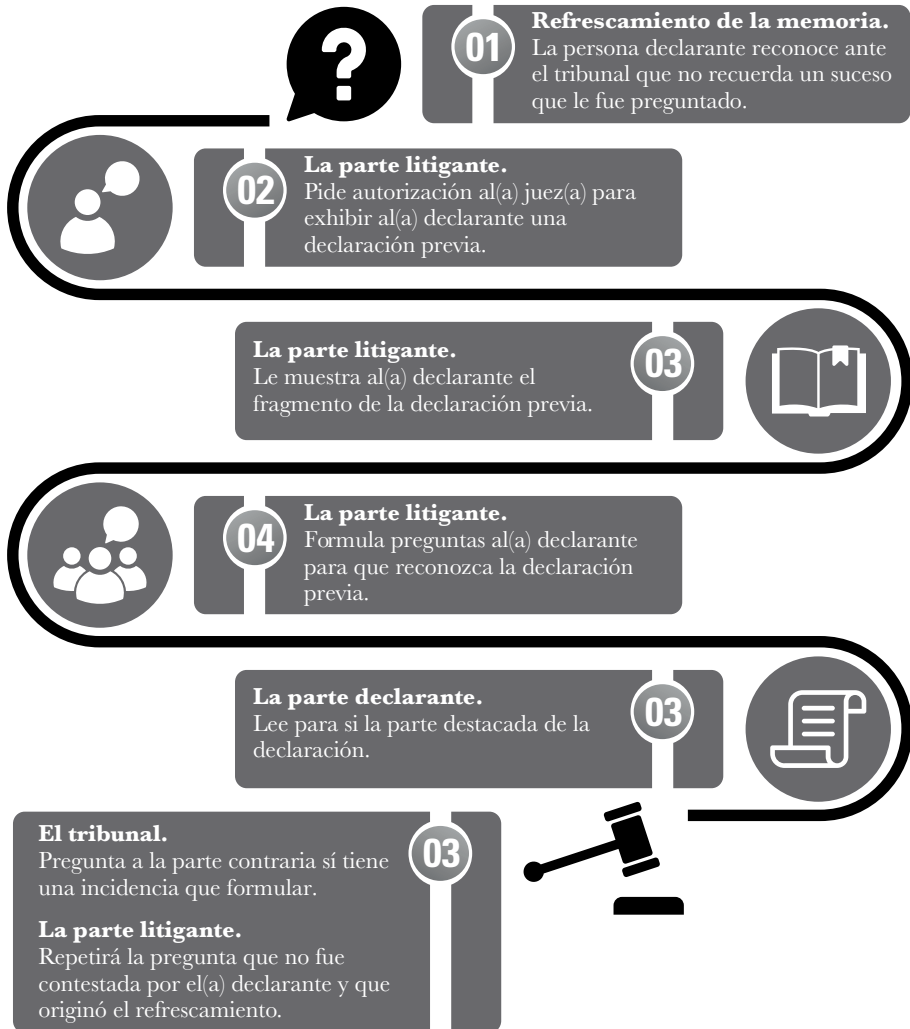 01
Refrescamiento de la memoria.
La persona declarante reconoce ante
el tribunal que no recuerda un suceso
que le fue preguntado.
02
La parte litigante.
Pide autorización al(a) juez(a) para
exhibir al(a) declarante una
declaración previa.
La parte litigante.
Le muestra al(a) declarante el
fragmento de la declaración previa.
03
04
La parte litigante.
Formula preguntas al(a) declarante
para que reconozca la declaración
previa.
La parte declarante.
Lee para si la parte destacada de la
declaración.
03
El tribunal.
Pregunta a la parte contraria sí tiene
una incidencia que formular.
03
La parte litigante.
Repetirá la pregunta que no fue
contestada por el(a) declarante y que
originó el refrescamiento.